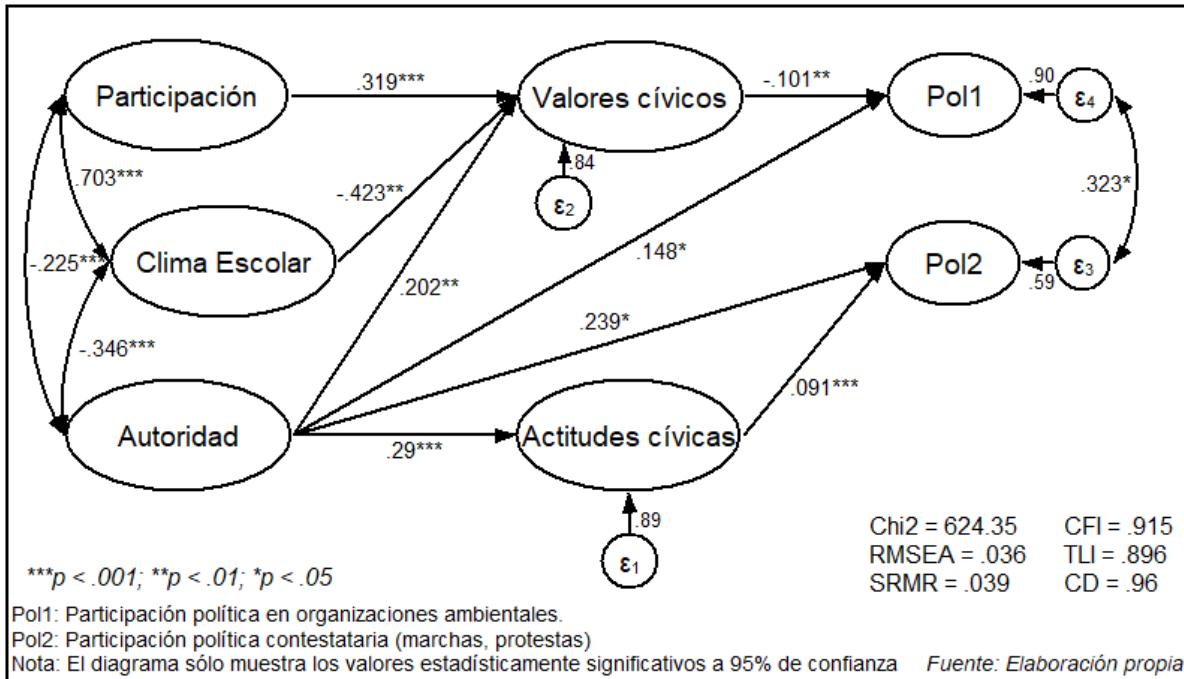 Participación
.319***
Valores cívicos
-.101**
Pol1
.90
ε4
.703***
-.423**
.84
ε2
.323*
-.225***
Clima Escolar
.202**
.148*
Pol2
.59
ε3
-.346***
.239*
.091***
Autoridad
.29***
Actitudes cívicas
.89
ε1
Chi2 = 624.35 CFI = .915
RMSEA = .036 TLI = .896
SRMR = .039 CD = .96
***p < .001; **p < .01; *p < .05
Pol1: Participación política en organizaciones ambientales.
Pol2: Participación política contestataria (marchas, protestas)
Nota: El diagrama sólo muestra los valores estadísticamente significativos a 95% de confianza Fuente: Elaboración propia